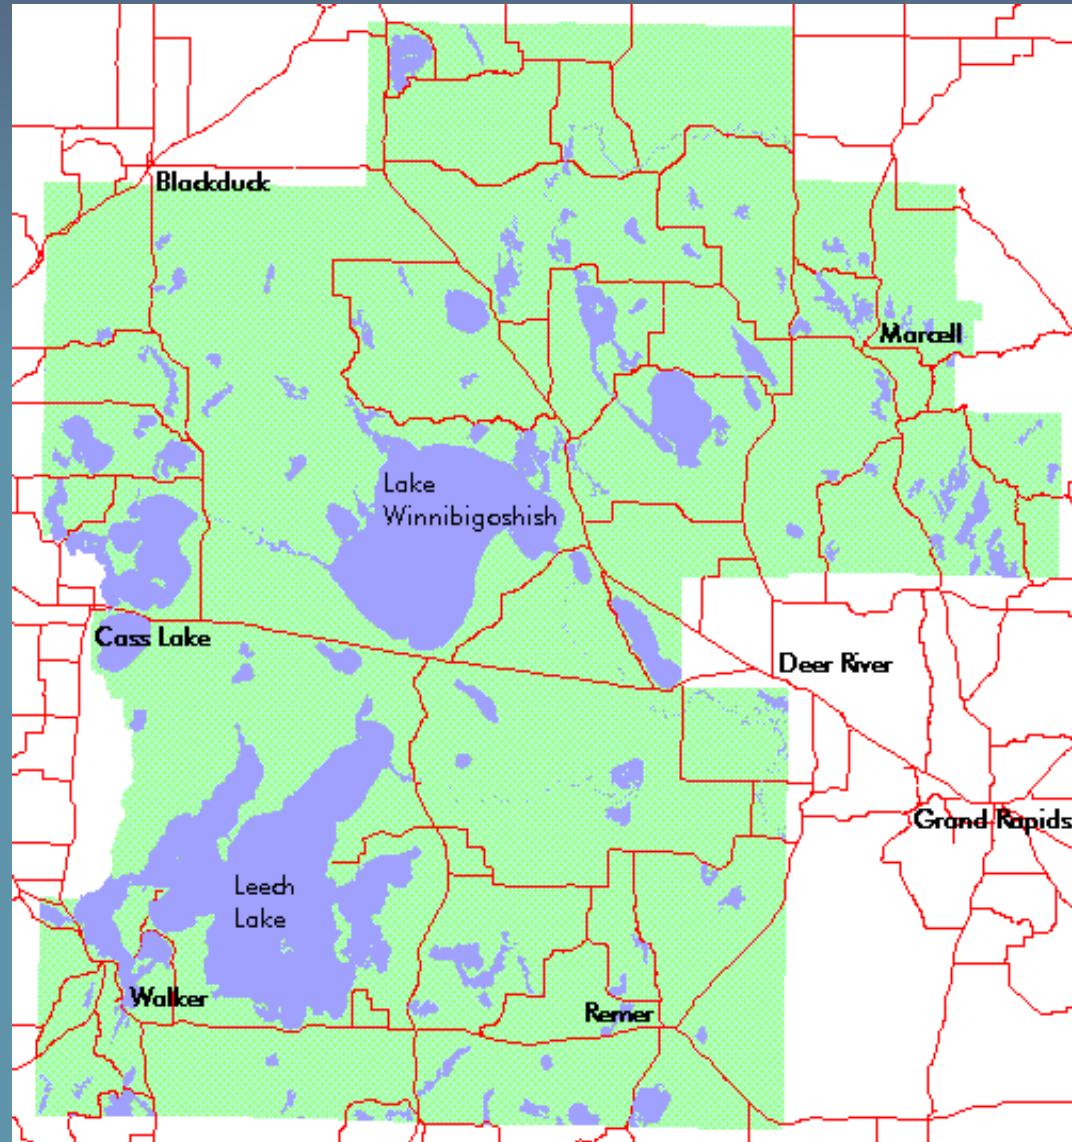 Blackduck
Marcell
Lake
Winnibigoshish
Cass Lake
Deer River
Grand Rapids
Leech
Lake
Walker
Remer